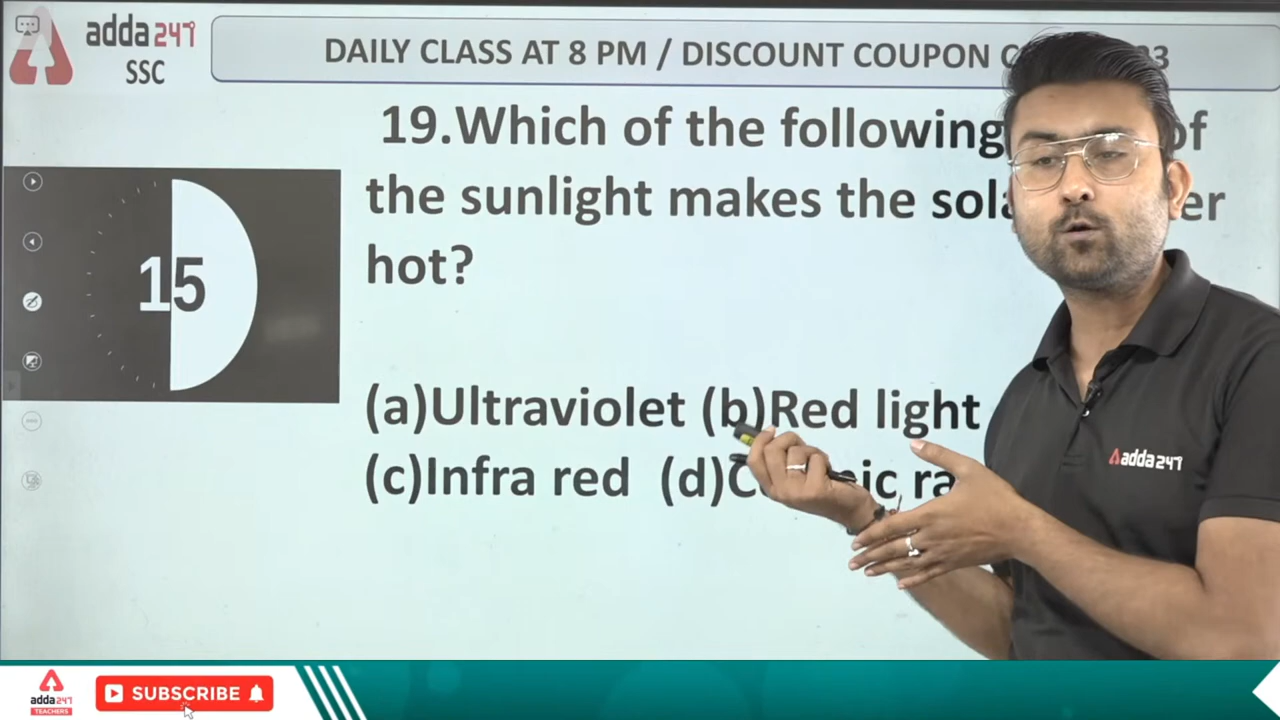 adda247
SSC
DAILY CLASS AT 8 PM / DISCOUNT COUPON
19.Which of the following of
the sunlight makes the
hot?
15
(a)Ultraviolet (b)Red light
(c)Infra red (d)
adda247
adda247
TEACHERS
SUBSCRIBE